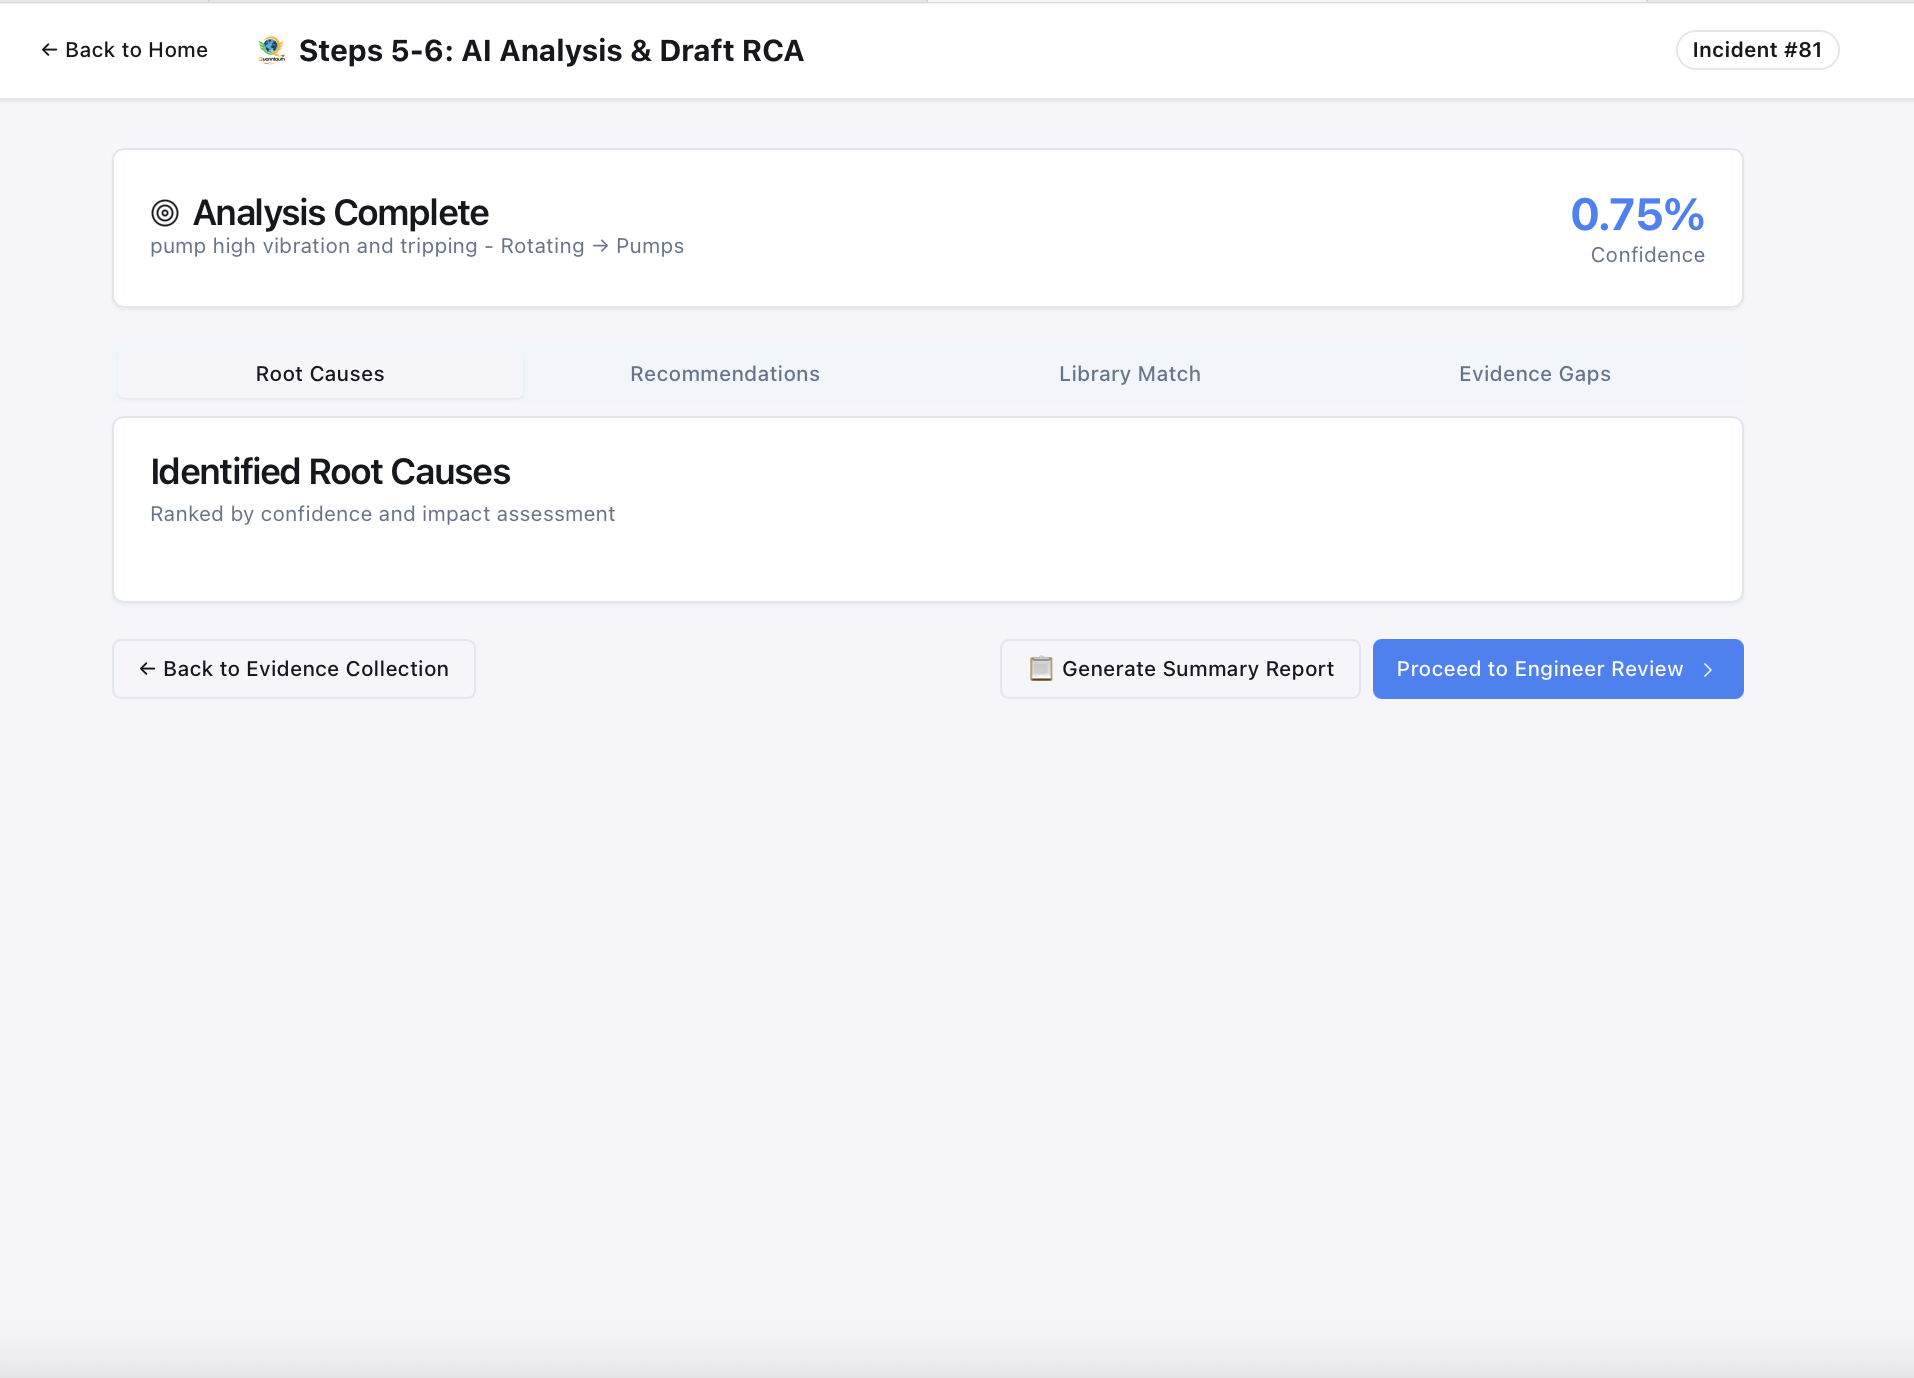 ← Back to Home
Steps 5-6: AI Analysis & Draft RCA
Incident #81
Analysis Complete
pump high vibration and tripping - Rotating → Pumps
0.75%
Confidence
Root Causes
Recommendations
Library Match
Evidence Gaps
Identified Root Causes
Ranked by confidence and impact assessment
← Back to Evidence Collection
Generate Summary Report
Proceed to Engineer Review